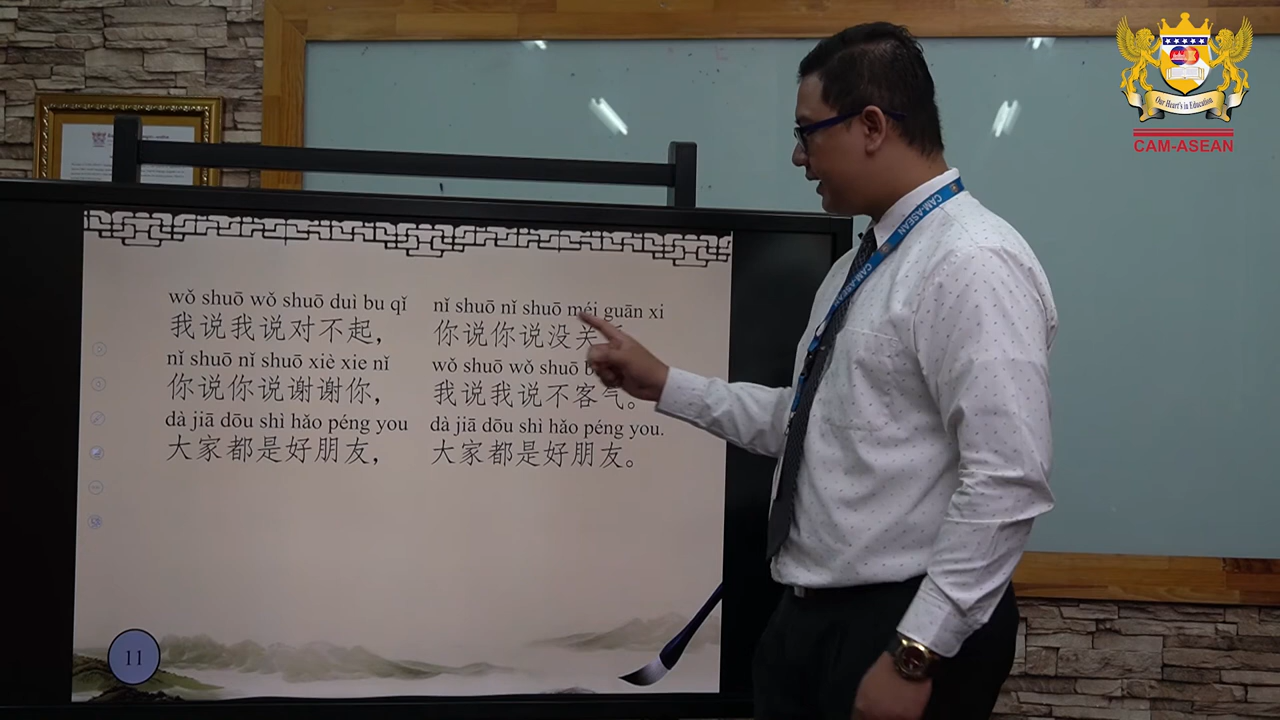 Our Heart's in Education
CAM-ASEAN
CAM-ASEAN
CAM-ASEAN
wǒ shuō wǒ shuō duì bu qǐ
我说我说对不起，
nǐ shuō nǐ shuō xiè xie nǐ
你说你说谢谢你，
dà jiā dōu shì hǎo péng you
大家都是好朋友，
nǐ shuō nǐ shuō méi guān xi
你说你说没关
wǒ shuō wǒ shuō b
我说我说不客气。
dà jiā dōu shì hǎo péng you.
大家都是好朋友。
11